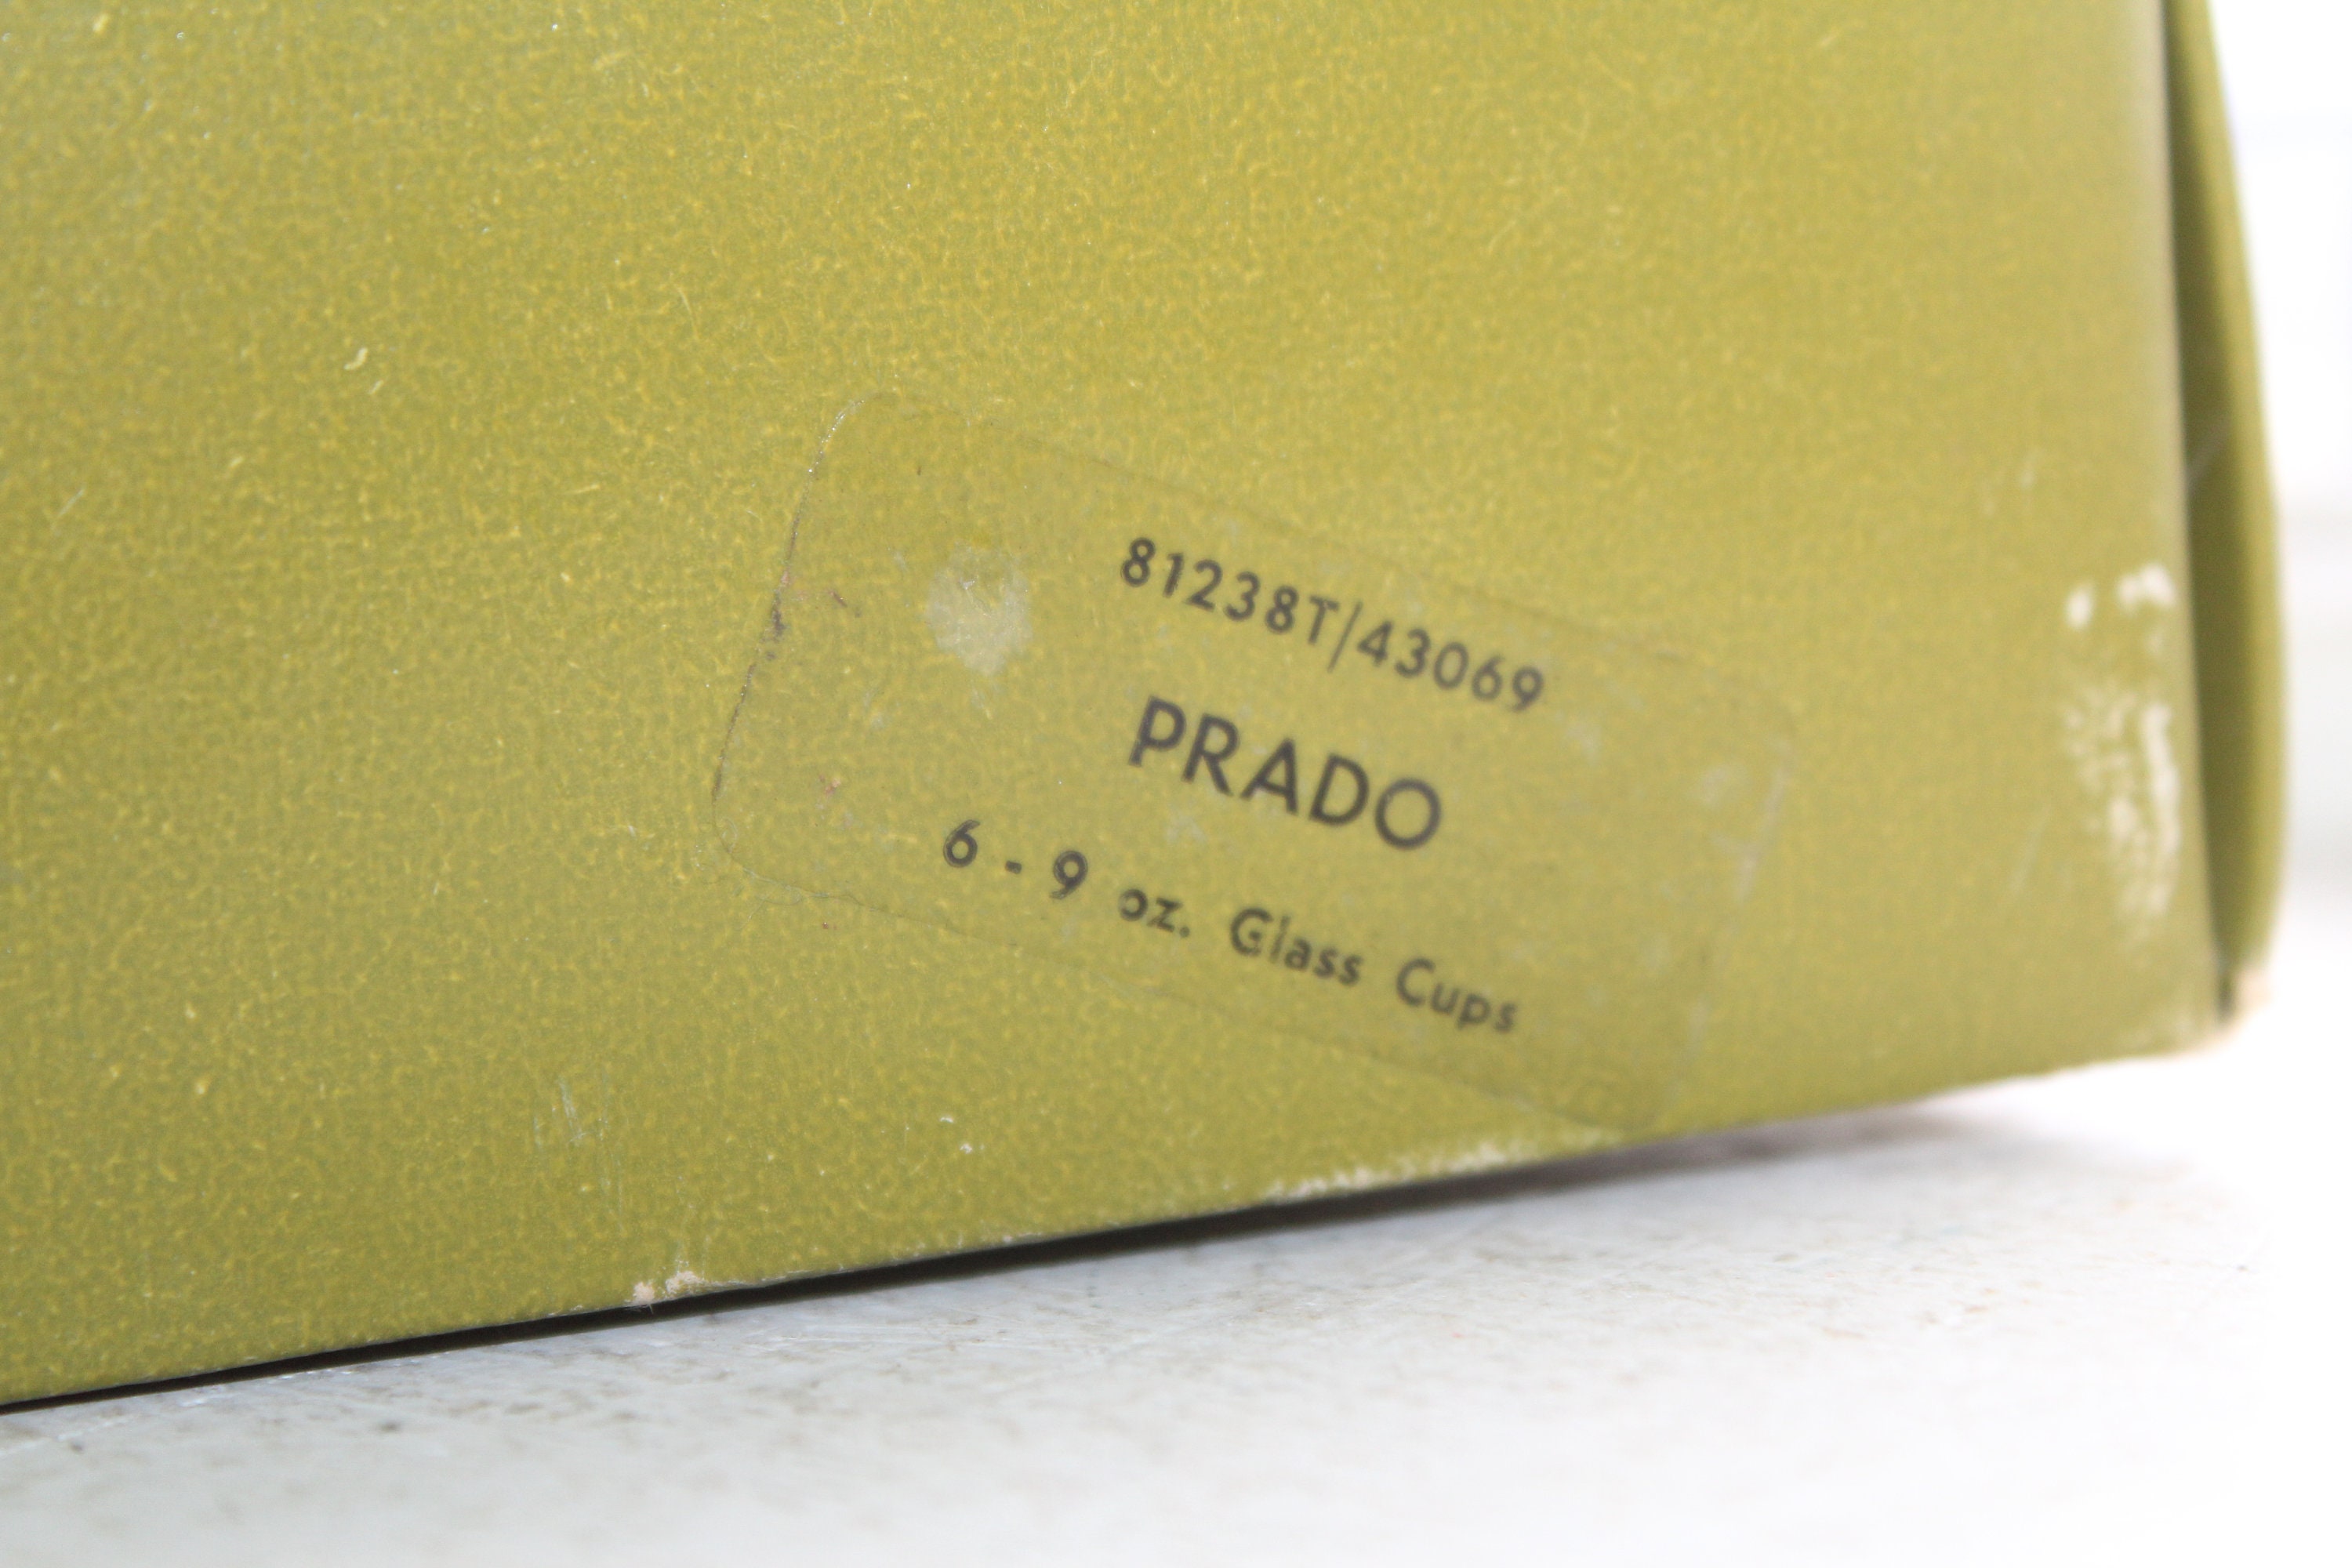 81238T/43069
PRADO
6 - 9 oz. Glass Cups